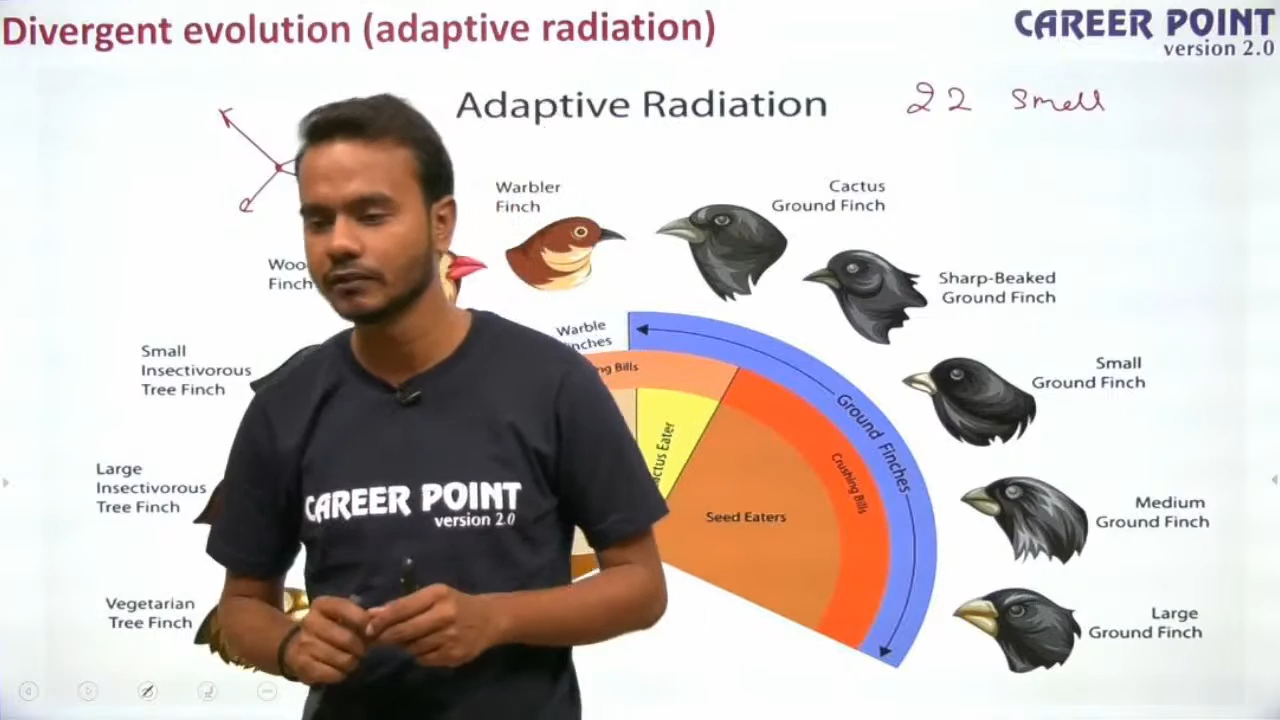 Divergent evolution (adaptive radiation)
CAREER POINT
version 2.0
Adaptive Radiation
22 Smell
Warbler
Finch
Cactus
Ground Finch
Finch
Sharp-Beaked
Ground Finch
Small
Insectivorous
Tree Finch
Warble
Small
Ground Finch
Ground Finches
Crushing Bills
Large
Insectivorous
Tree Finch
CAREER POINT
version 2.0
Seed Eaters
Medium
Ground Finch
Vegetarian
Tree Finch
Large
Ground Finch